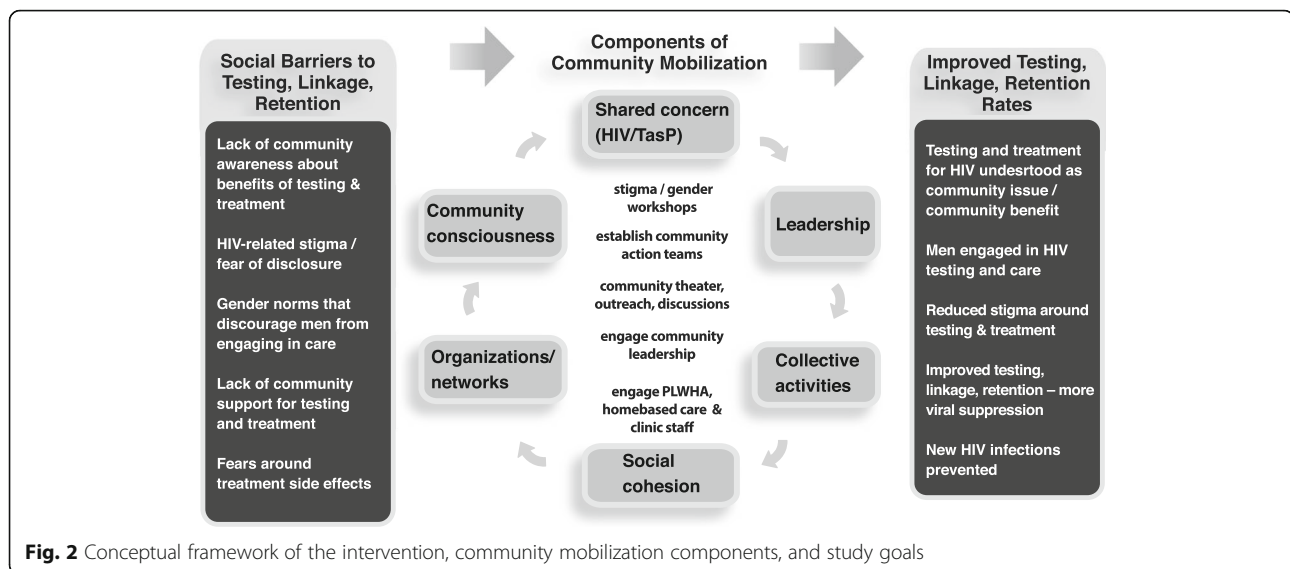 Social Barriers to
Testing, Linkage,
Retention
Lack of community
awareness about
benefits of testing &
treatment
HIV-related stigma /
fear of disclosure
Gender norms that
discourage men from
engaging in care
Lack of community
support for testing
and treatment
Fears around
treatment side effects
Components of
Community Mobilization
Shared concern
(HIV/TasP)
Leadership
Collective
activities
Social
cohesion
Organizations/
networks
Community
consciousness
stigma / gender
workshops
establish community
action teams
community theater,
outreach, discussions
engage community
leadership
engage PLWHA,
homebased care &
clinic staff
Improved Testing,
Linkage, Retention
Rates
Testing and treatment
for HIV undesrtood as
community issue /
community benefit
Men engaged in HIV
testing and care
Reduced stigma around
testing & treatment
Improved testing,
linkage, retention – more
viral suppression
New HIV infections
prevented
Fig. 2 Conceptual framework of the intervention, community mobilization components, and study goals